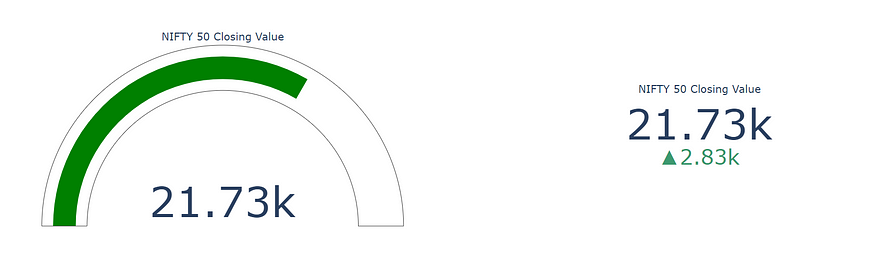 NIFTY 50 Closing Value
21.73k
NIFTY 50 Closing Value
21.73k
▲2.83k